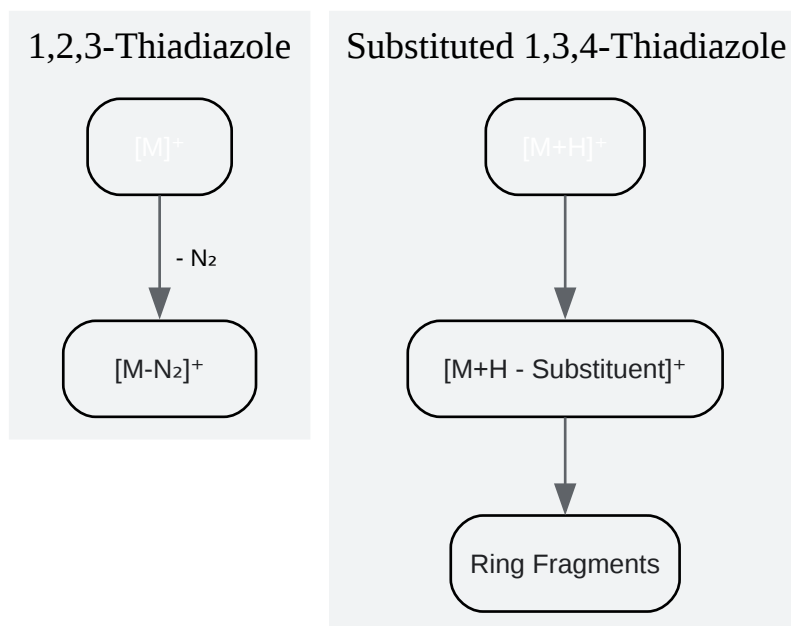 1,2,3-Thiadiazole
[M]⁺
- N₂
[M-N₂]⁺
Substituted 1,3,4-Thiadiazole
[M+H]⁺
[M+H - Substituent]⁺
Ring Fragments